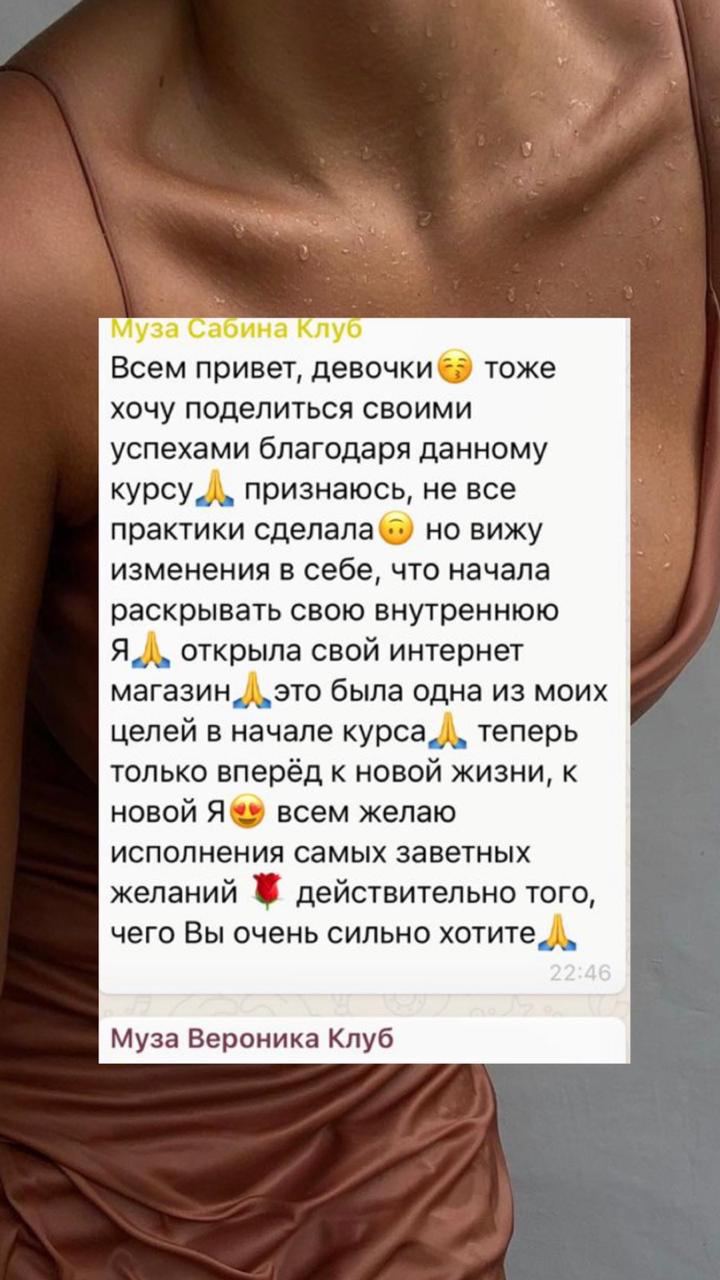 Муза Сабина Клуб
Всем привет, девочки😚 тоже
хочу поделиться своими
успехами благодаря данному
курсу🙏 признаюсь, не все
практики сделала🙃 но вижу
изменения в себе, что начала
раскрывать свою внутреннюю
Я🙏 открыла свой интернет
магазин🙏это была одна из моих
целей в начале курса🙏 теперь
только вперёд к новой жизни, к
новой Я😍 всем желаю
исполнения самых заветных
желаний 🌹 действительно того,
чего Вы очень сильно хотите🙏
22:46
Муза Вероника Клуб